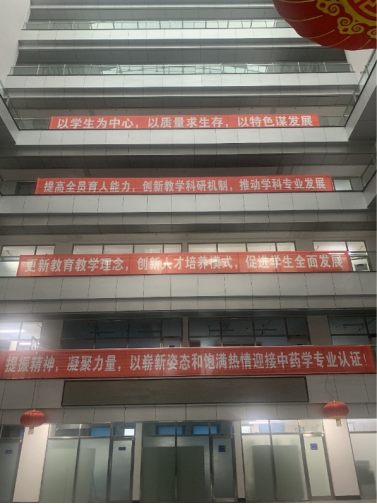 以学生为中心，以质量求生存，以特色谋发展
提高全员育人能力，创新教学科研机制，推动学科专业发展
更新教育教学理念，创新人才培养模式，促进学生全面发展
提振精神，凝聚力量，以崭新姿态和饱满热情迎接中药学专业认证！